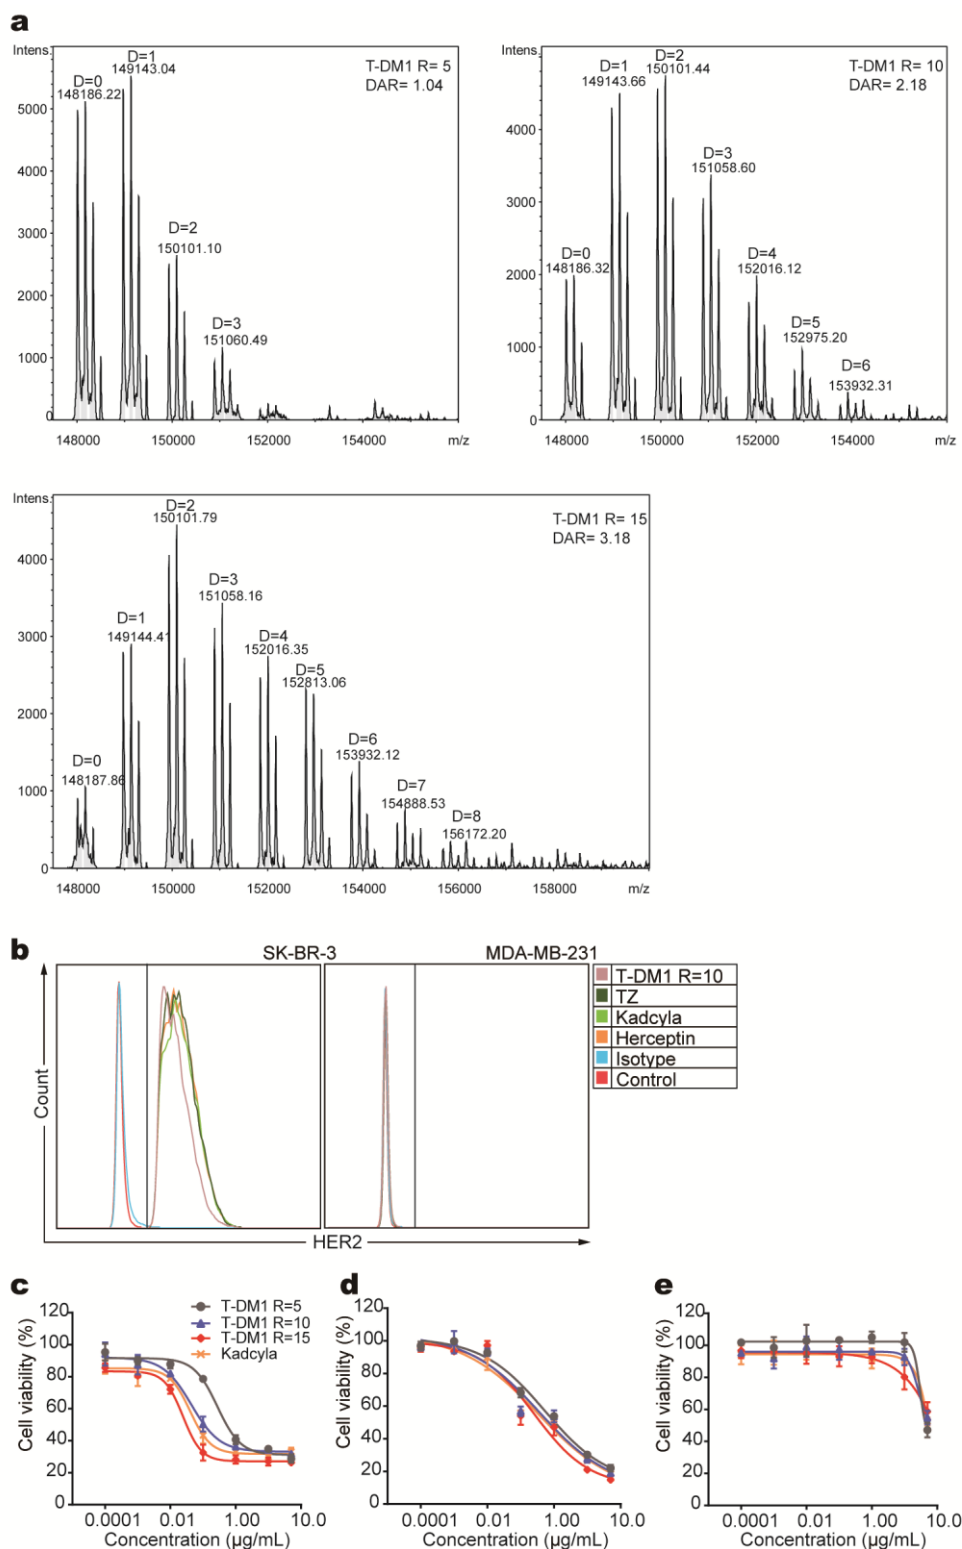 a
Intens.
D=1
149143.04
D=0
148186.22
T-DM1 R= 5
DAR= 1.04
5000
4000
3000
D=2
150101.10
2000
D=3
151060.49
1000
0
148000 150000 152000 154000 m/z
Intens.
D=2
150101.44
D=1
149143.66
T-DM1 R= 10
DAR= 2.18
4000
D=3
151058.60
3000
D=0
148186.32
D=4
152016.12
2000
D=5
152975.20
1000
D=6
153932.31
0
148000 150000 152000 154000 m/z
Intens.
D=2
150101.79
T-DM1 R= 15
DAR= 3.18
4000
D=3
151058.16
D=1
149144.41
D=4
152016.35
3000
D=5
152813.06
2000
D=6
153932.12
D=0
148187.86
D=7
154888.53
1000
D=8
156172.20
0
148000 150000 152000 154000 156000 158000 m/z
b
SK-BR-3 MDA-MB-231
Count
HER2
T-DM1 R=10
TZ
Kadcyla
Herceptin
Isotype
Control
c
T-DM1 R=5
T-DM1 R=10
T-DM1 R=15
Kadcyla
Cell viability (%)
120
100
80
60
40
20
0
0.0001 0.01 1.00 10.0
Concentration (µg/mL)
d
Cell viability (%)
120
100
80
60
40
20
0
0.0001 0.01 1.00 10.0
Concentration (µg/mL)
e
Cell viability (%)
120
100
80
60
40
20
0
0.0001 0.01 1.00 10.0
Concentration (µg/mL)